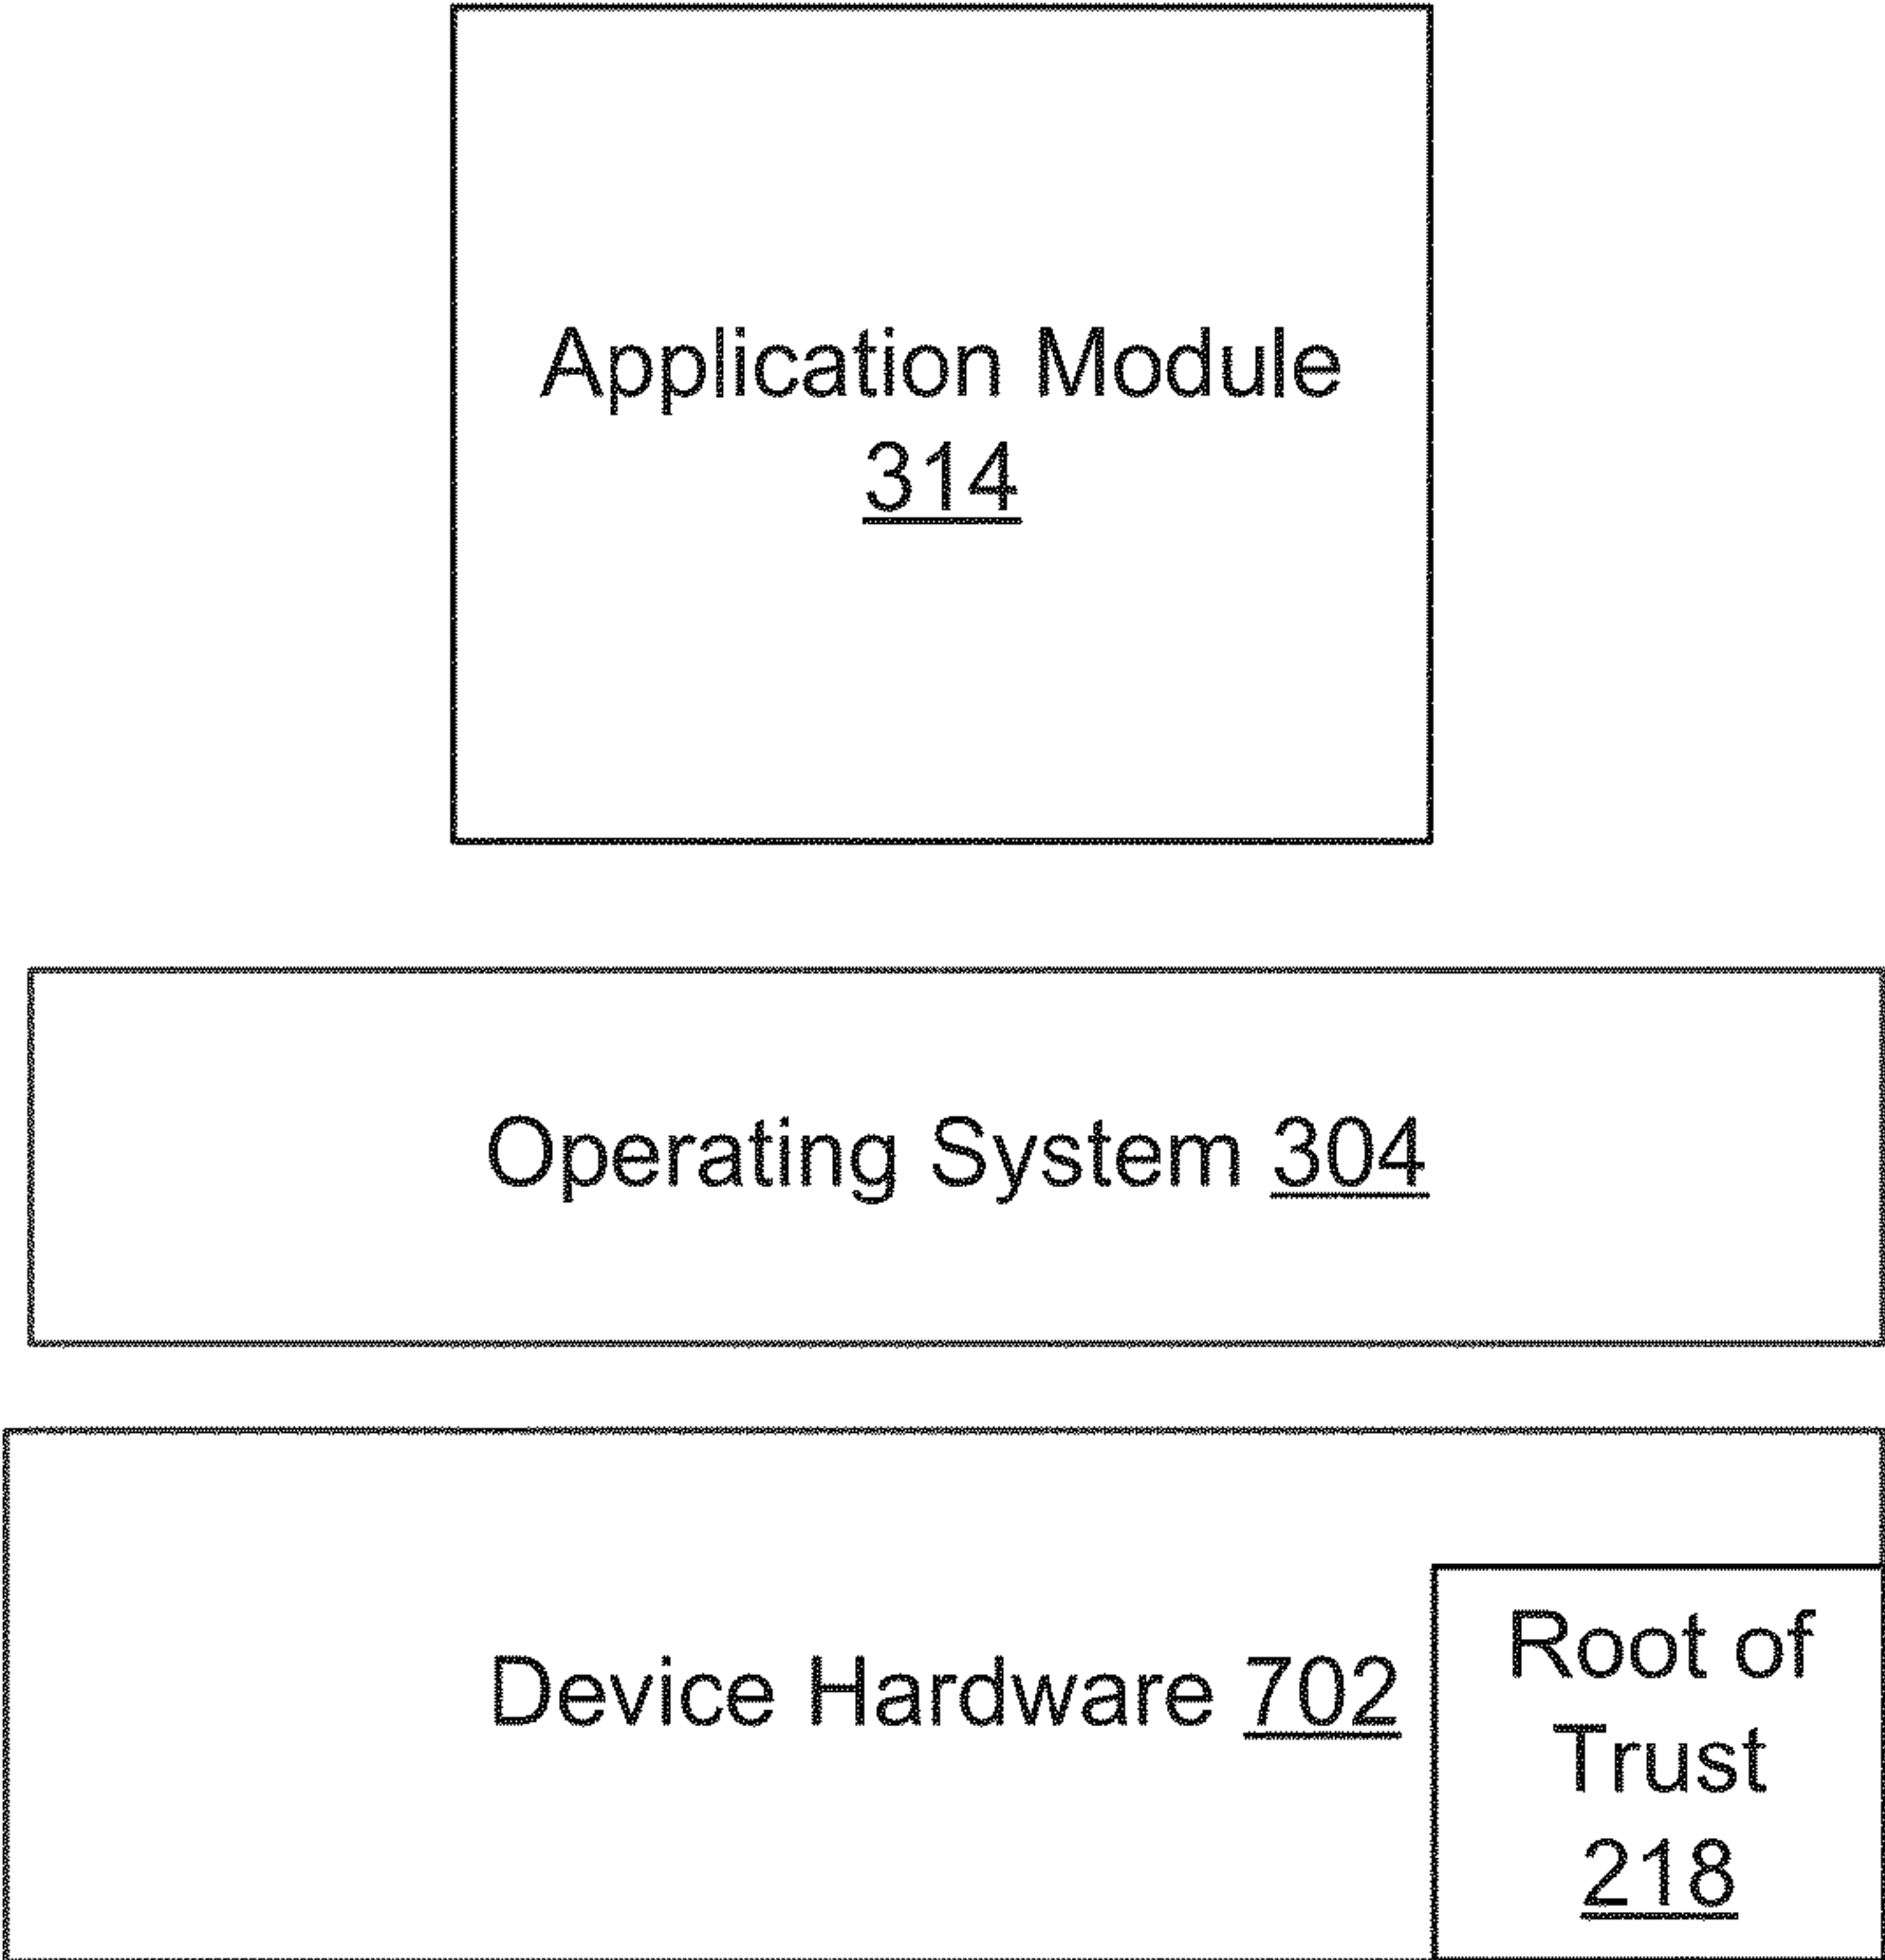 Application Module
314
Operating System 304
Device Hardware 702
Root of
Trust
218